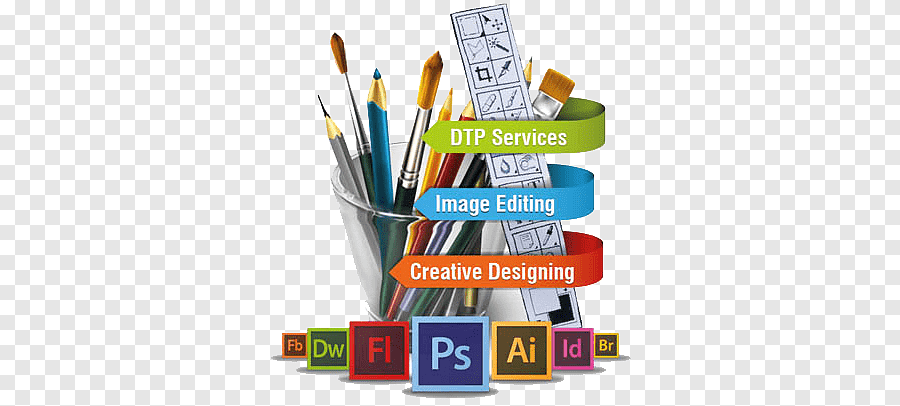 DTP Services
Image Editing
Creative Designing
Fb Dw Fl Ps Ai Id Br